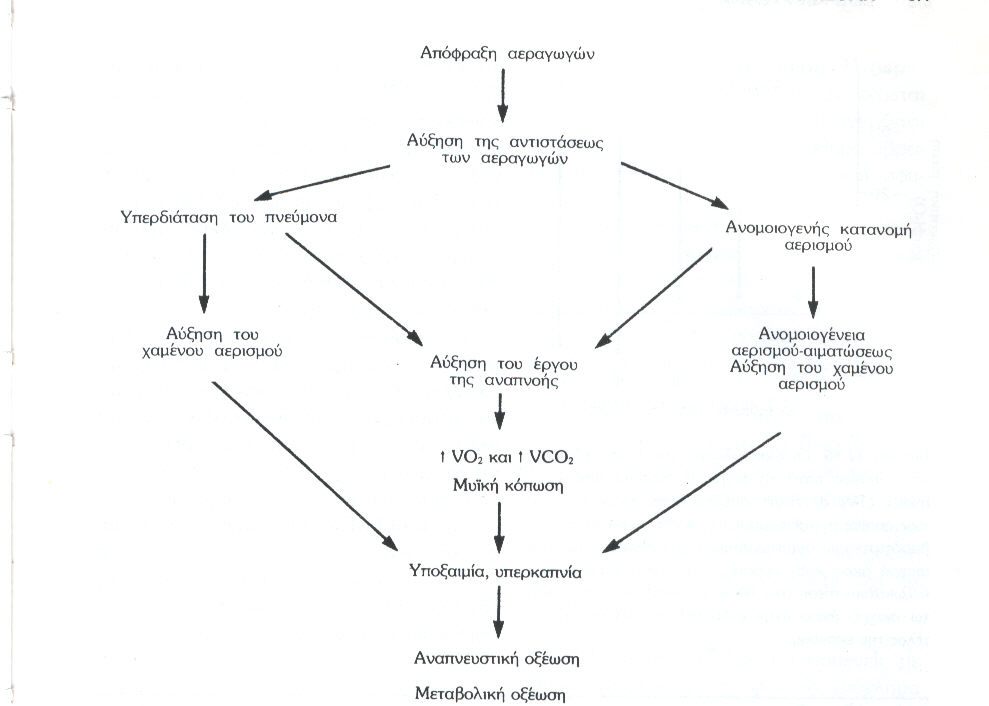 Απόφραξη αεραγωγών
Αύξηση της αντιστάσεως
των αεραγωγών
Υπερδιάταση του πνεύμονα
Ανομοιογενής κατανομή
αερισμού
Αύξηση του
χαμένου αερισμού
Αύξηση του έργου
της αναπνοής
Ανομοιογένεια
αερισμού-αιματώσεως
Αύξηση του χαμένου
αερισμού
↑ VO₂ και ↑ VCO₂
Μυϊκή κόπωση
Υποξαιμία, υπερκαπνία
Αναπνευστική οξέωση
Μεταβολική οξέωση